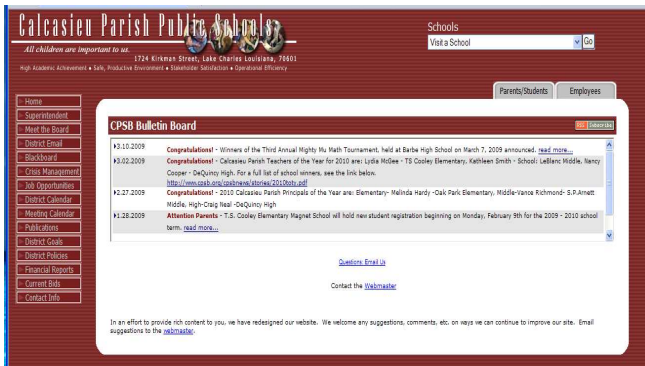 Calcasieu Parish Public Schools
All children are important to us.
1724 Kirkman Street, Lake Charles Louisiana, 70601
High Academic Achievement • Safe, Productive Environment • Stakeholder Satisfaction • Operational Efficiency
Schools
Visit a School
Go
Parents/Students
Employees
Home
Superintendent
Meet the Board
District Email
Blackboard
Crisis Management
Job Opportunities
District Calendar
Meeting Calendar
Publications
District Goals
District Policies
Financial Reports
Current Bids
Contact Info
CPSB Bulletin Board
RSS Subscribe
3.10.2009 Congratulations! - Winners of the Third Annual Mighty Mu Math Tournament, held at Barbe High School on March 7, 2009 announced. read more...
3.02.2009 Congratulations! - Calcasieu Parish Teachers of the Year for 2010 are: Lydia McGee - TS Cooley Elementary, Kathleen Smith - School: LeBlanc Middle, Nancy
Cooper - DeQuincy High. For a full list of school winners, see the link below.
http://www.cpsb.org/cpsbnews/stories/2010toty.pdf
2.27.2009 Congratulations! - 2010 Calcasieu Parish Principals of the Year are: Elementary- Melinda Hardy -Oak Park Elementary, Middle-Vance Richmond- S.P.Arnett
Middle, High-Craig Neal -DeQuincy High
1.28.2009 Attention Parents - T.S. Cooley Elementary Magnet School will hold new student registration beginning on Monday, February 9th for the 2009 - 2010 school
term. read more...
Questions: Email Us
Contact the Webmaster
In an effort to provide rich content to you, we have redesigned our website. We welcome any suggestions, comments, etc. on ways we can continue to improve our site. Email
suggestions to the webmaster.